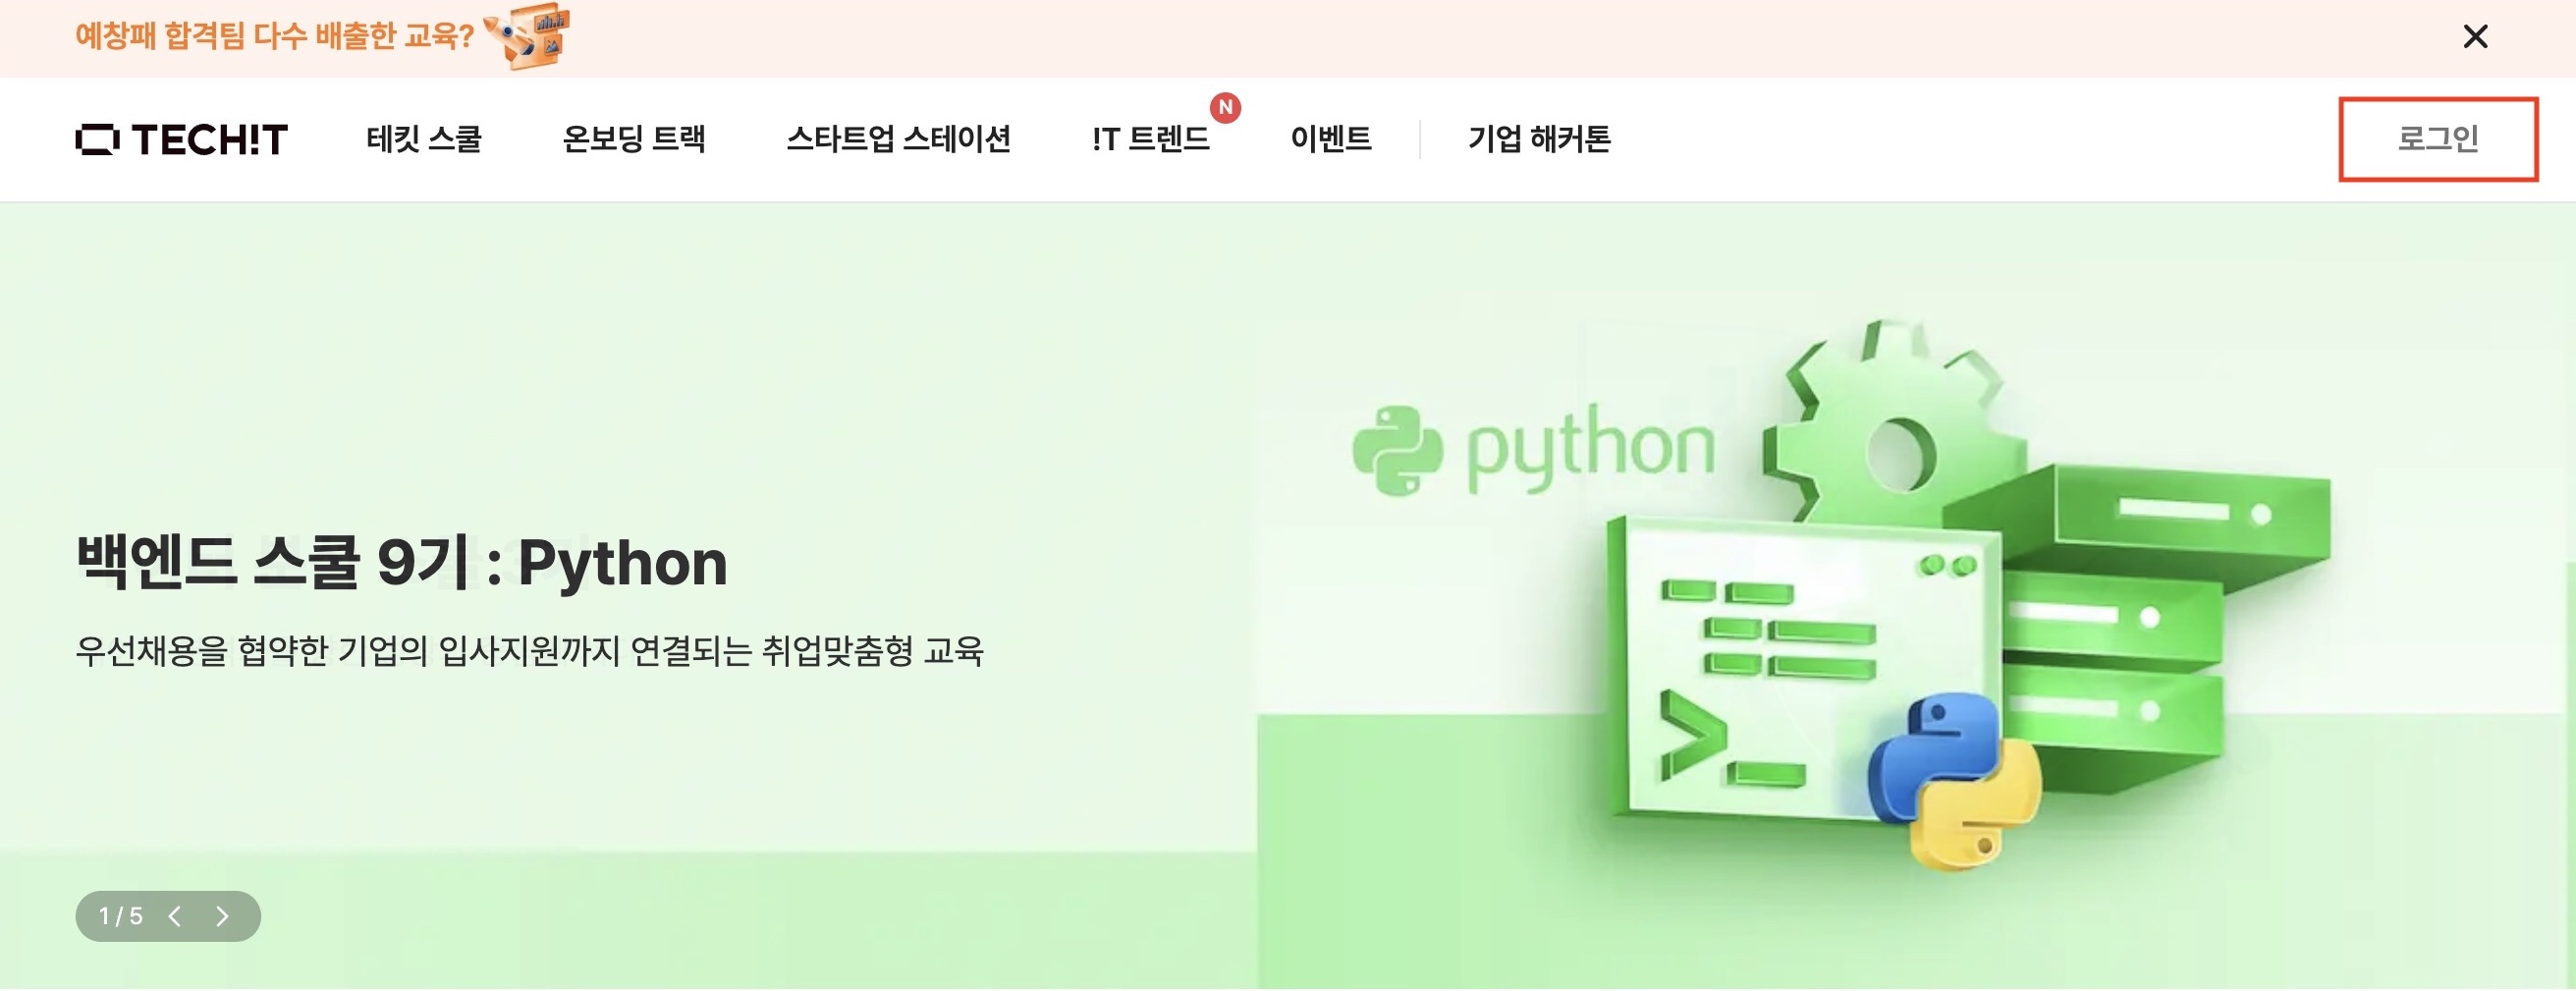 예창패 합격팀 다수 배출한 교육?
TECH!T 테킷 스쿨 온보딩 트랙 스타트업 스테이션 !T 트렌드 N 이벤트 기업 해커톤 로그인
python
백엔드 스쿨 9기 : Python
우선채용을 협약한 기업의 입사지원까지 연결되는 취업맞춤형 교육
1 / 5